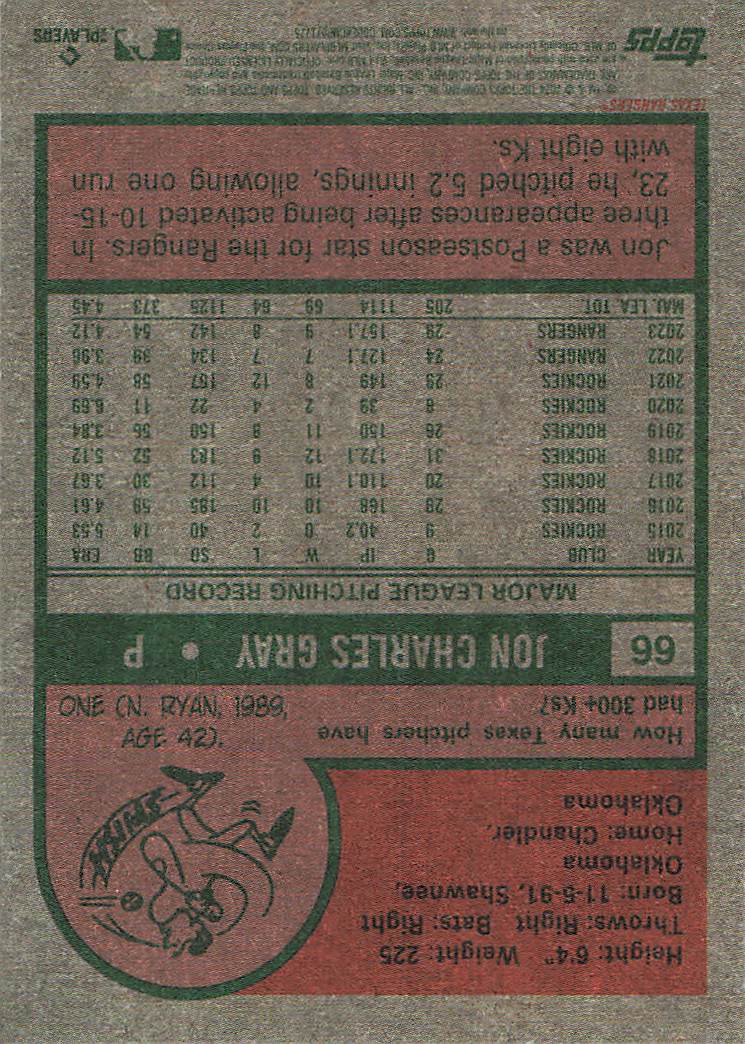 Height: 6'4" Weight: 225
Throws: Right Bats: Right
Born: 11-5-91, Shawnee,
Oklahoma
Home: Chandler,
Oklahoma
SPLISH
How many Texas pitchers have
had 300+ Ks?
ONE (N. RYAN, 1989,
AGE 42).
99 JON CHARLES GRAY • P
MAJOR LEAGUE PITCHING RECORD
YEAR CLUB G IP W L SO BB ERA
2015 ROCKIES 9 40.2 0 2 40 14 5.53
2016 ROCKIES 29 168 10 10 185 59 4.61
2017 ROCKIES 20 110.1 10 4 112 30 3.67
2018 ROCKIES 31 172.1 12 9 183 52 5.12
2019 ROCKIES 26 150 11 8 150 56 3.84
2020 ROCKIES 8 39 2 4 22 11 6.69
2021 ROCKIES 29 149 8 12 157 58 4.59
2022 RANGERS 24 127.1 7 7 134 39 3.96
2023 RANGERS 29 157.1 9 8 142 54 4.12
MAJ. LEA. TOT. 205 1114 69 64 1125 373 4.45
Jon was a Postseason star for the Rangers. In
three appearances after being activated 10-15-
23, he pitched 5.2 innings, allowing one run
with eight Ks.
TEXAS RANGERS®
topps
MLB PLAYERS